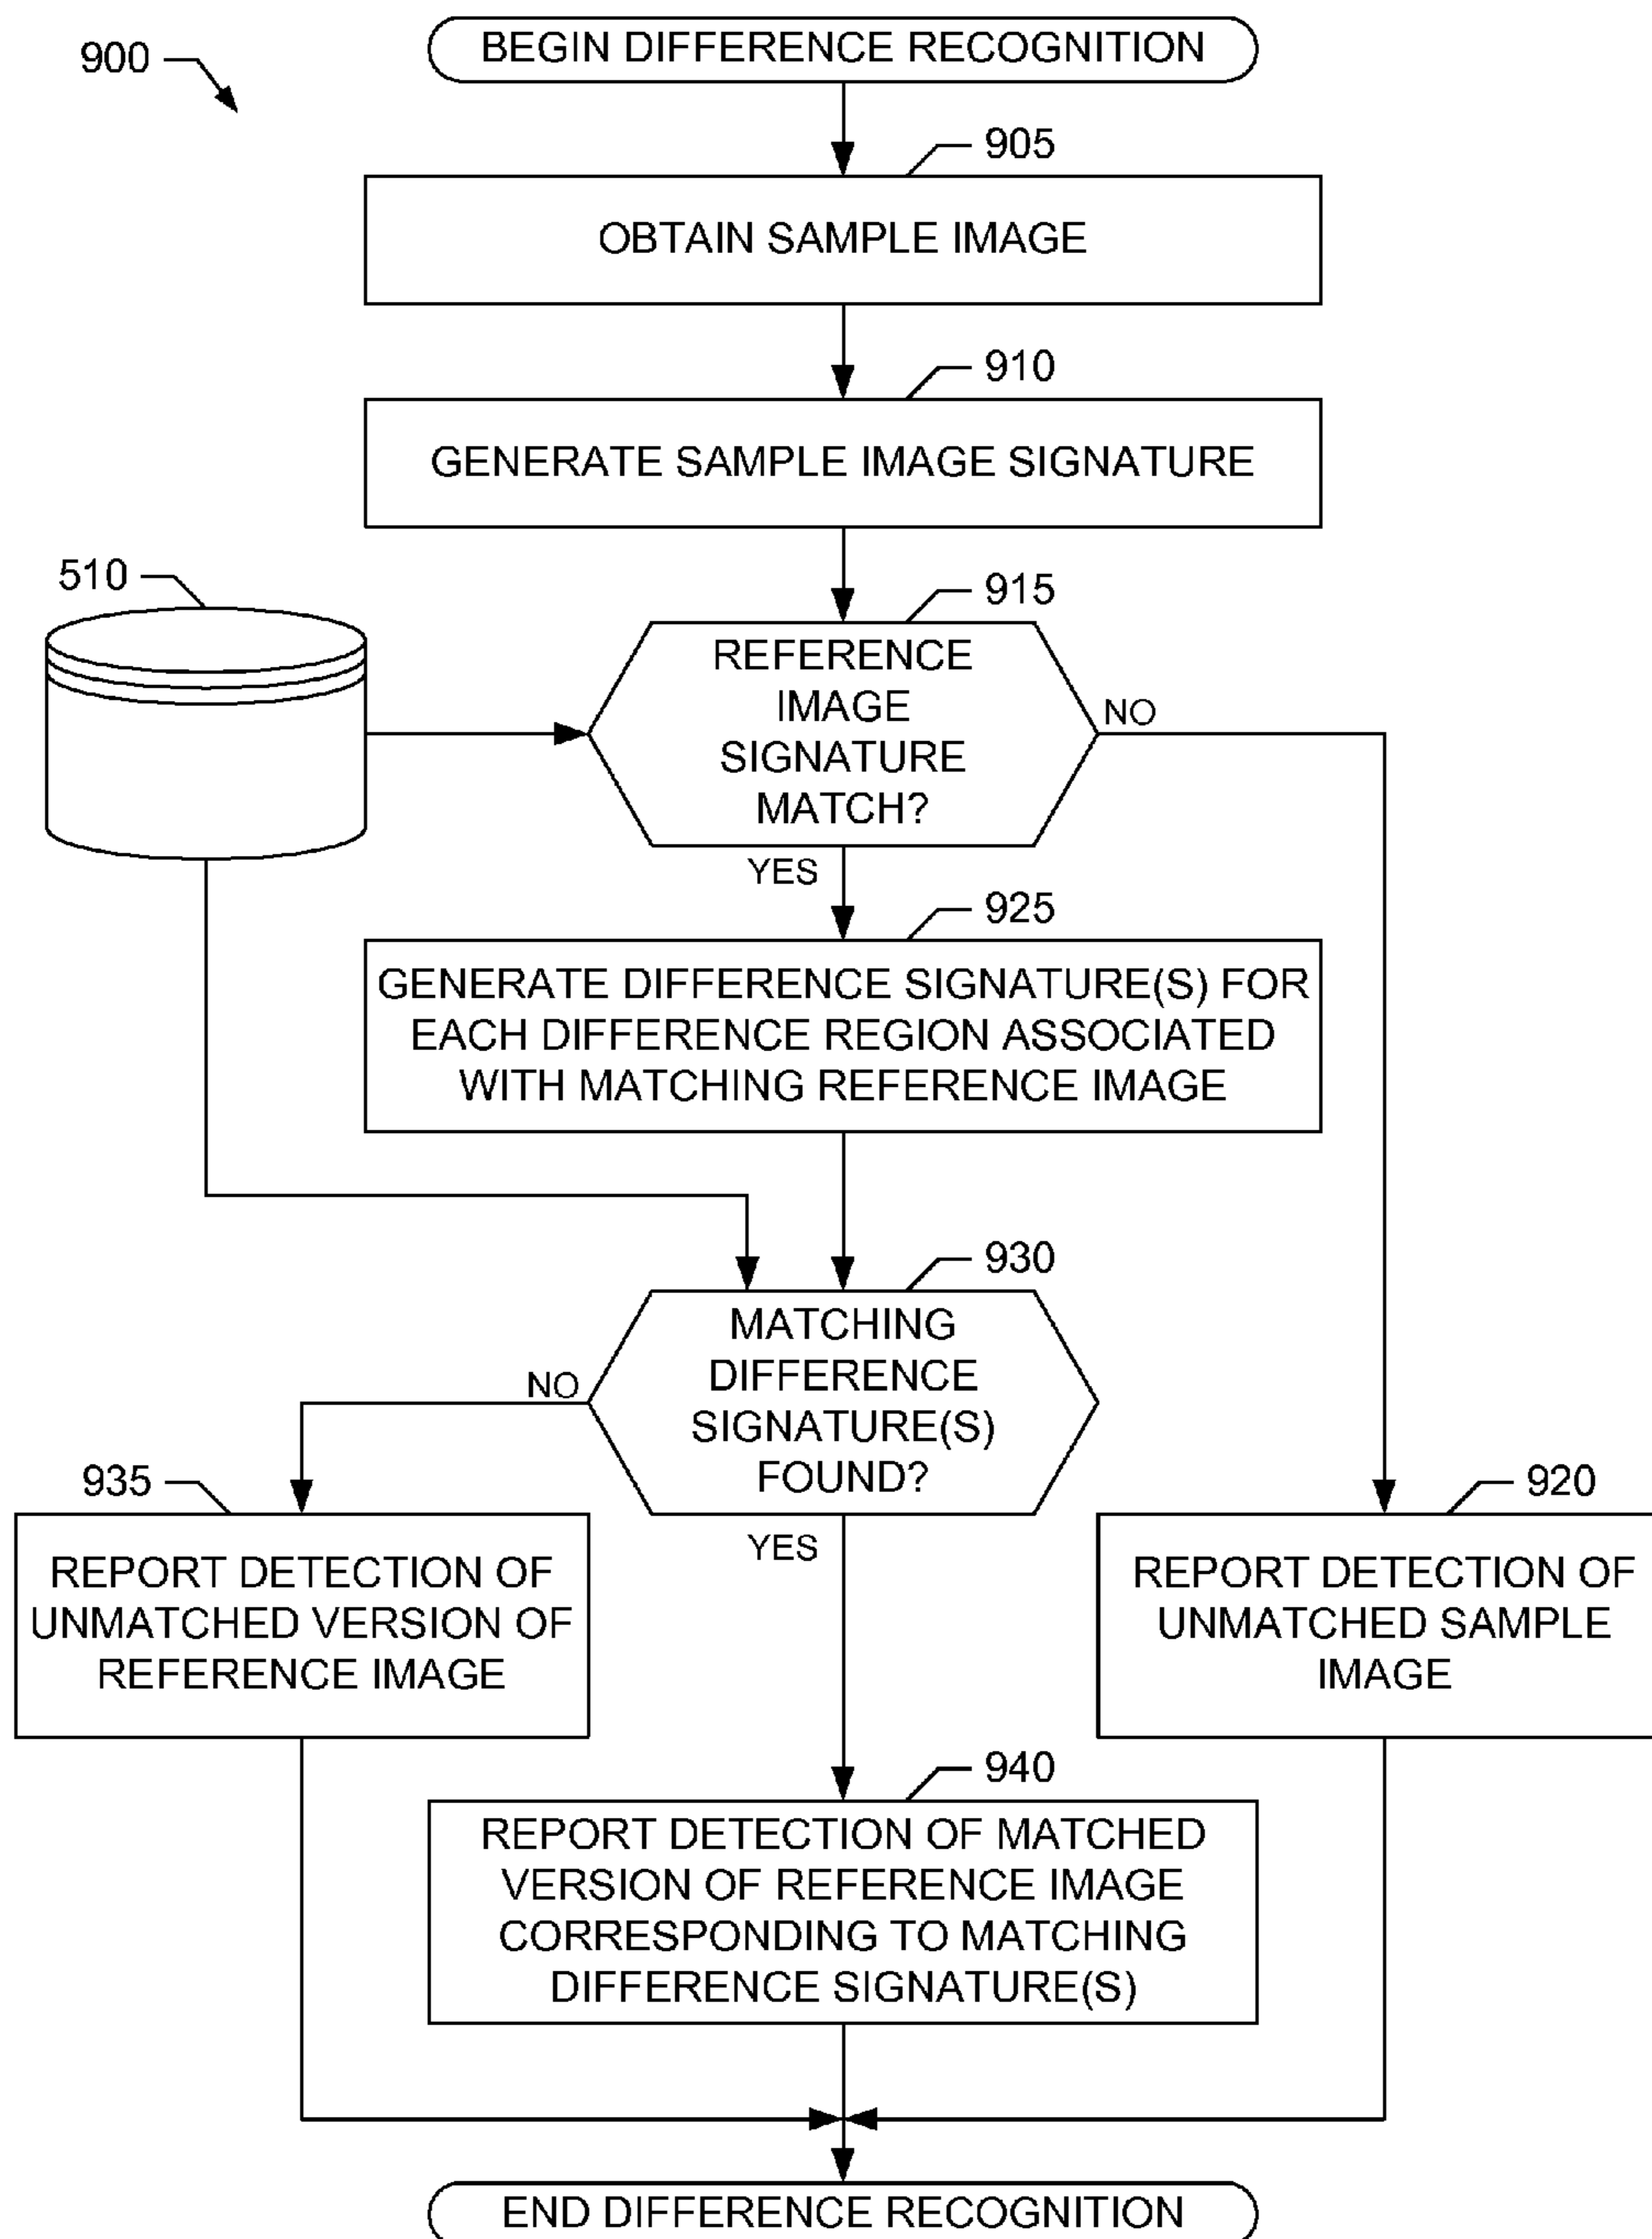 900
BEGIN DIFFERENCE RECOGNITION
905
OBTAIN SAMPLE IMAGE
910
GENERATE SAMPLE IMAGE SIGNATURE
510
915
REFERENCE
IMAGE
SIGNATURE
MATCH?
NO
YES
925
GENERATE DIFFERENCE SIGNATURE(S) FOR
EACH DIFFERENCE REGION ASSOCIATED
WITH MATCHING REFERENCE IMAGE
930
MATCHING
DIFFERENCE
SIGNATURE(S)
FOUND?
NO
YES
935
REPORT DETECTION OF
UNMATCHED VERSION OF
REFERENCE IMAGE
920
REPORT DETECTION OF
UNMATCHED SAMPLE
IMAGE
940
REPORT DETECTION OF MATCHED
VERSION OF REFERENCE IMAGE
CORRESPONDING TO MATCHING
DIFFERENCE SIGNATURE(S)
END DIFFERENCE RECOGNITION